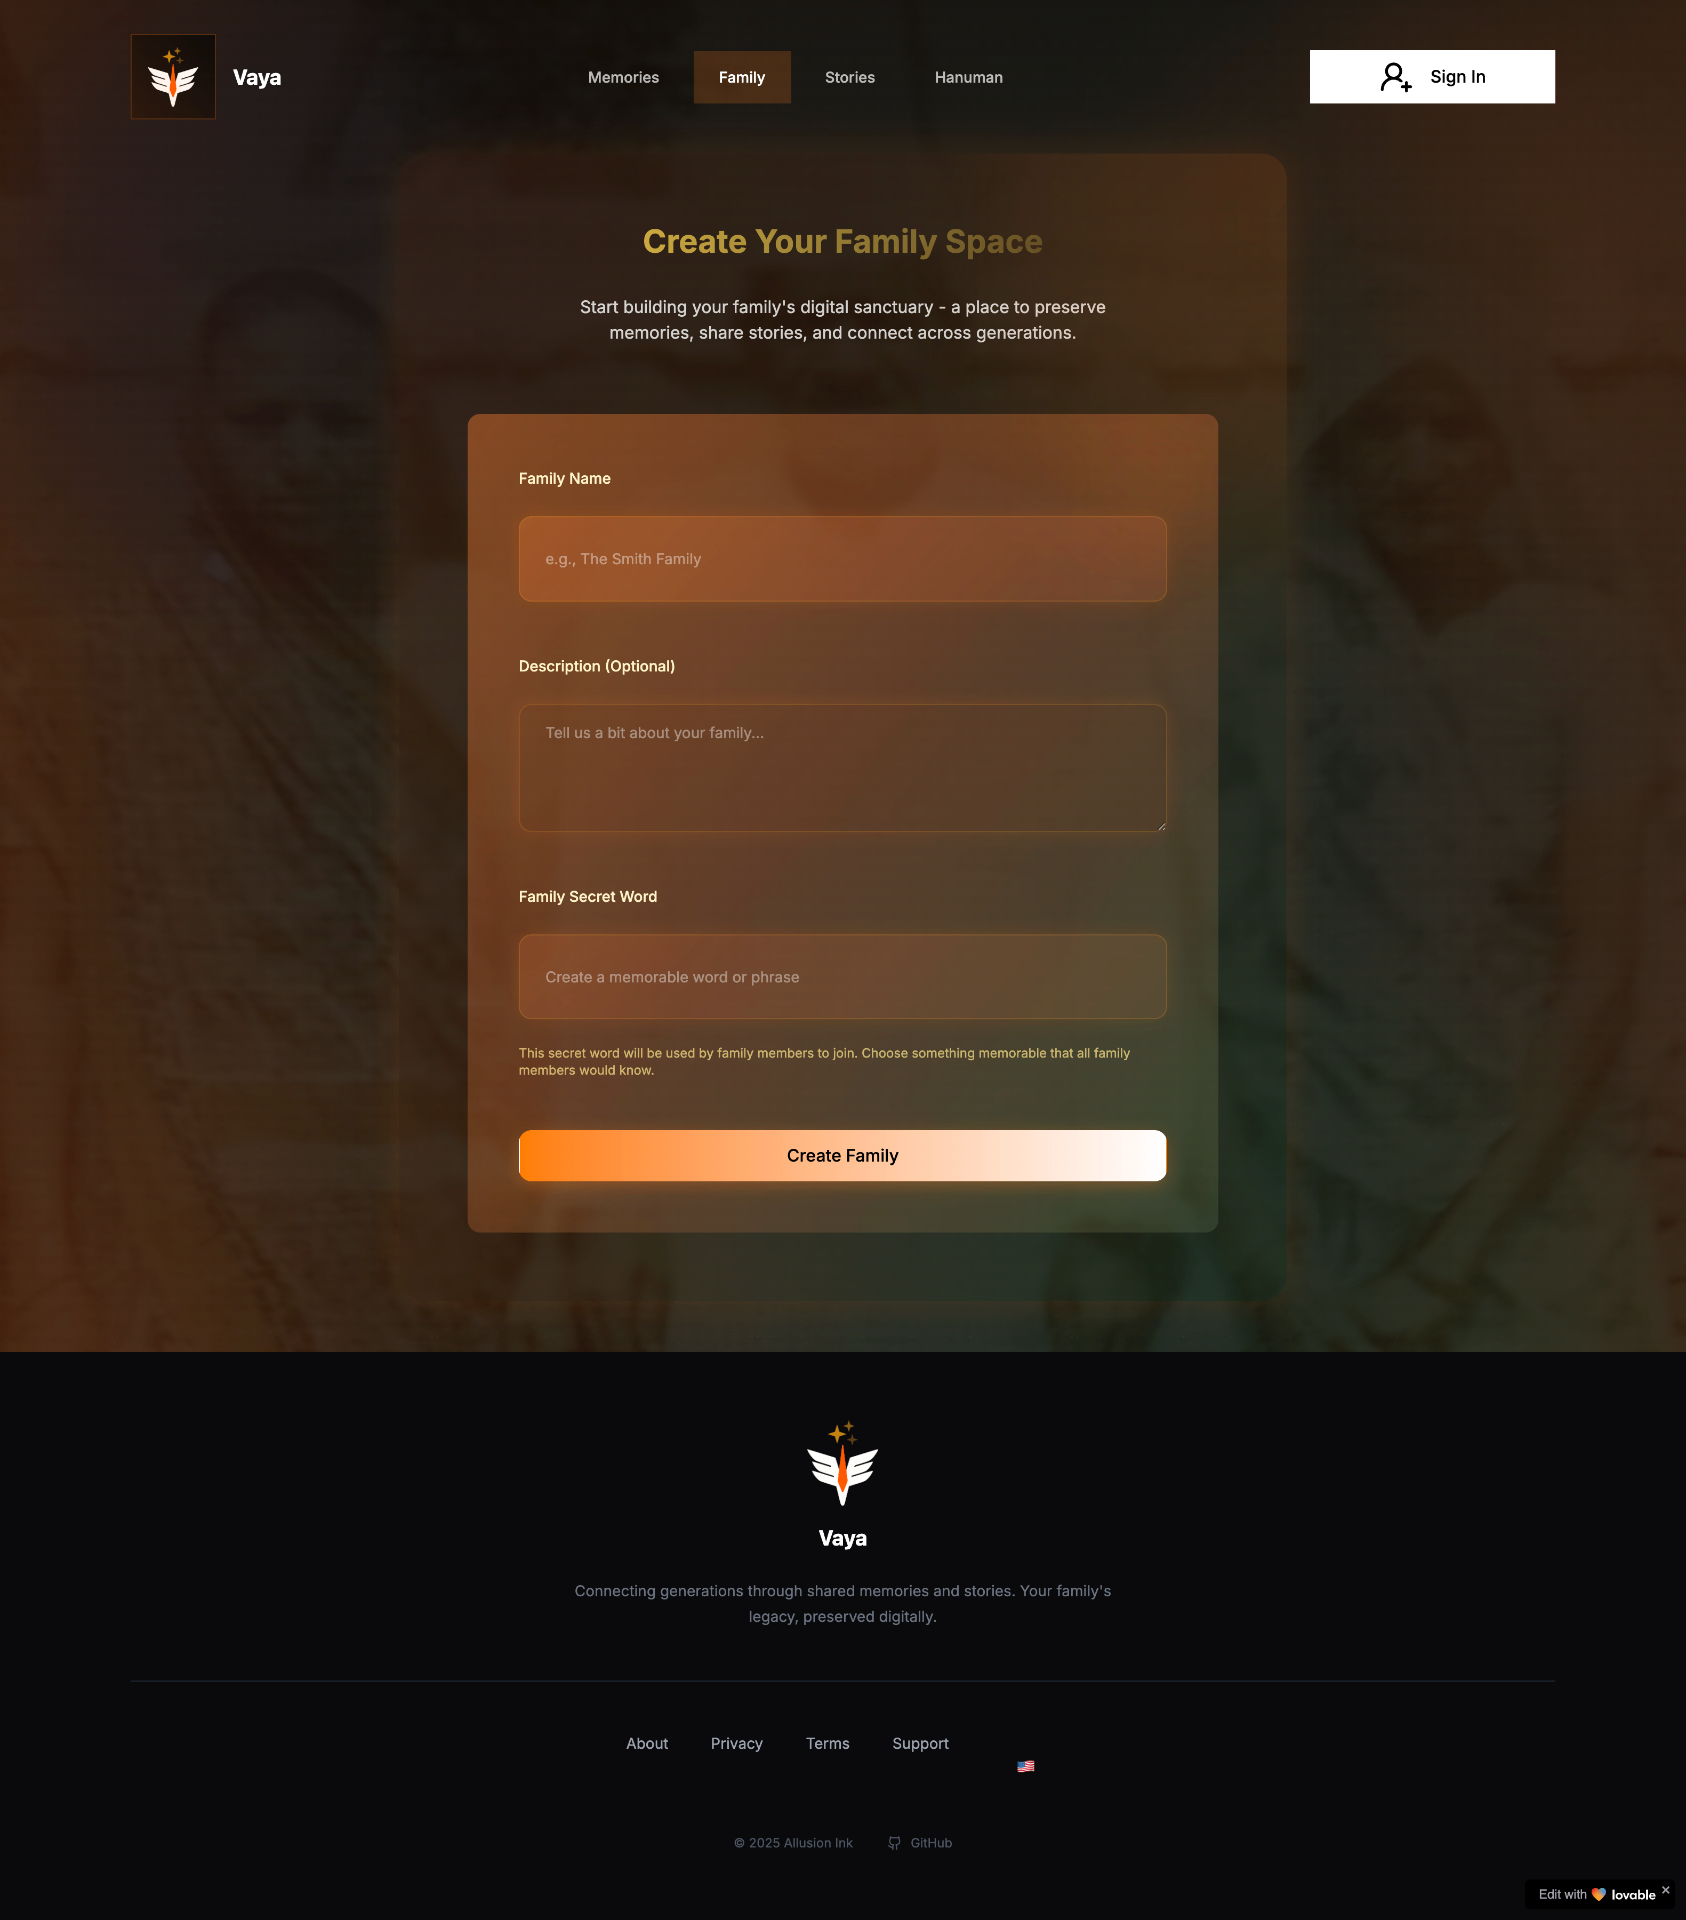 Vaya
Memories
Family
Stories
Hanuman
Sign In
Create Your Family Space
Start building your family's digital sanctuary - a place to preserve
memories, share stories, and connect across generations.
Family Name
e.g., The Smith Family
Description (Optional)
Tell us a bit about your family...
Family Secret Word
Create a memorable word or phrase
This secret word will be used by family members to join. Choose something memorable that all family
members would know.
Create Family
Vaya
Connecting generations through shared memories and stories. Your family's
legacy, preserved digitally.
About
Privacy
Terms
Support
© 2025 Allusion Ink
GitHub
Edit with lovable